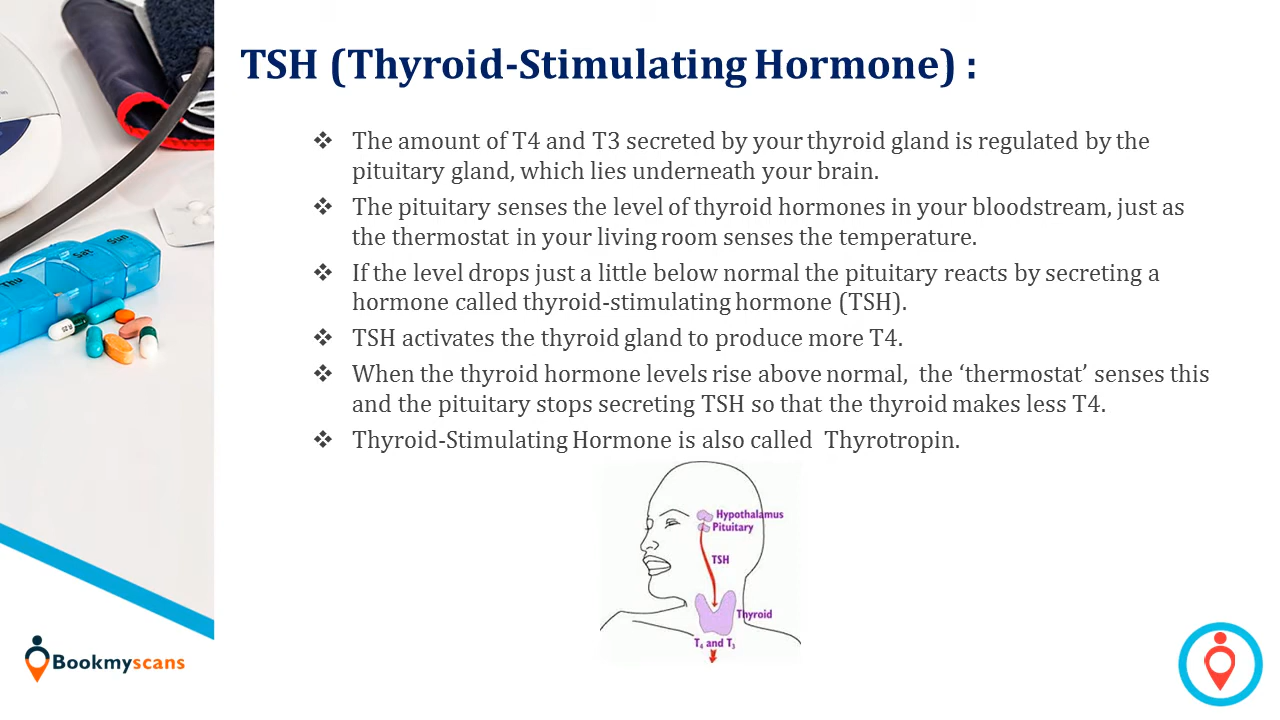 TSH (Thyroid-Stimulating Hormone) :
❖ The amount of T4 and T3 secreted by your thyroid gland is regulated by the
pituitary gland, which lies underneath your brain.
❖ The pituitary senses the level of thyroid hormones in your bloodstream, just as
the thermostat in your living room senses the temperature.
❖ If the level drops just a little below normal the pituitary reacts by secreting a
hormone called thyroid-stimulating hormone (TSH).
❖ TSH activates the thyroid gland to produce more T4.
❖ When the thyroid hormone levels rise above normal, the ‘thermostat’ senses this
and the pituitary stops secreting TSH so that the thyroid makes less T4.
❖ Thyroid-Stimulating Hormone is also called Thyrotropin.
Hypothalamus
Pituitary
TSH
Thyroid
T₄ and T₃
Thu
Sat
Sun
Bookmyscans